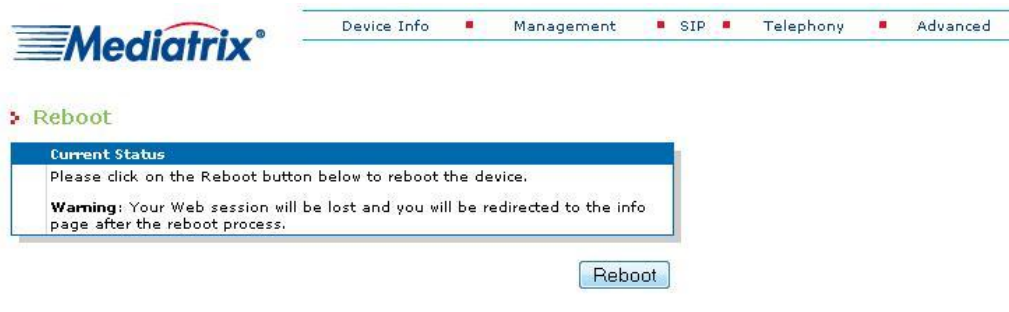 Mediatrix®
Device Info Management SIP Telephony Advanced
Reboot
Current Status
Please click on the Reboot button below to reboot the device.
Warning: Your Web session will be lost and you will be redirected to the info
page after the reboot process.
Reboot